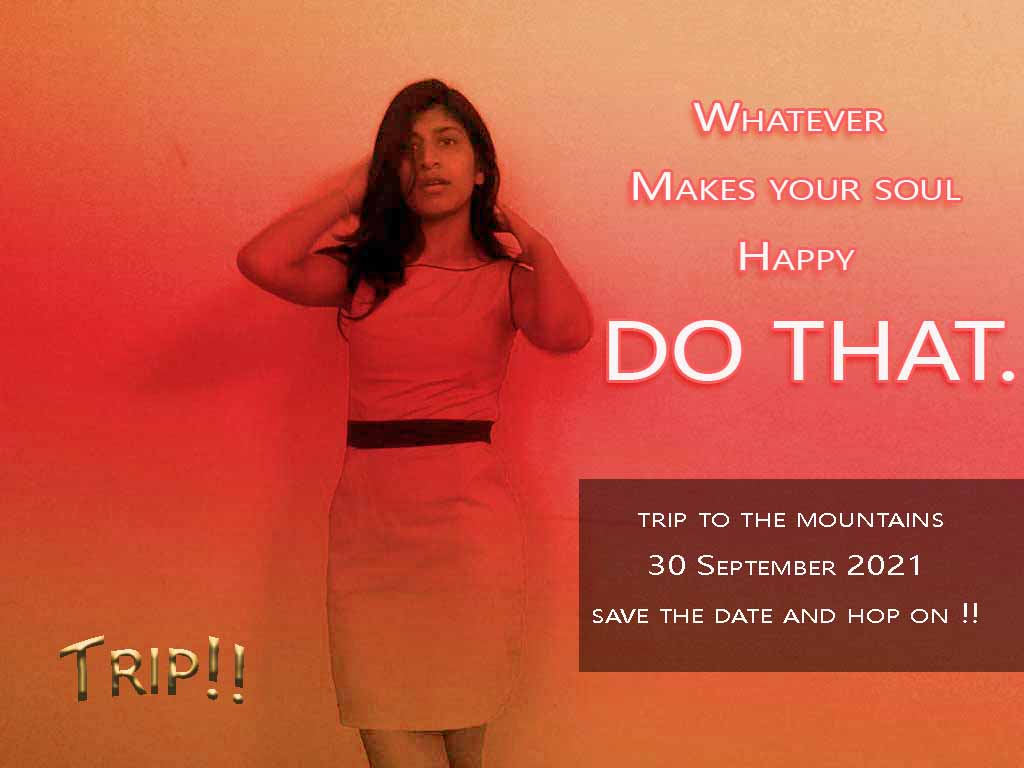 Whatever
Makes your soul
Happy
DO THAT.
trip to the mountains
30 September 2021
save the date and hop on !!
Trip!!